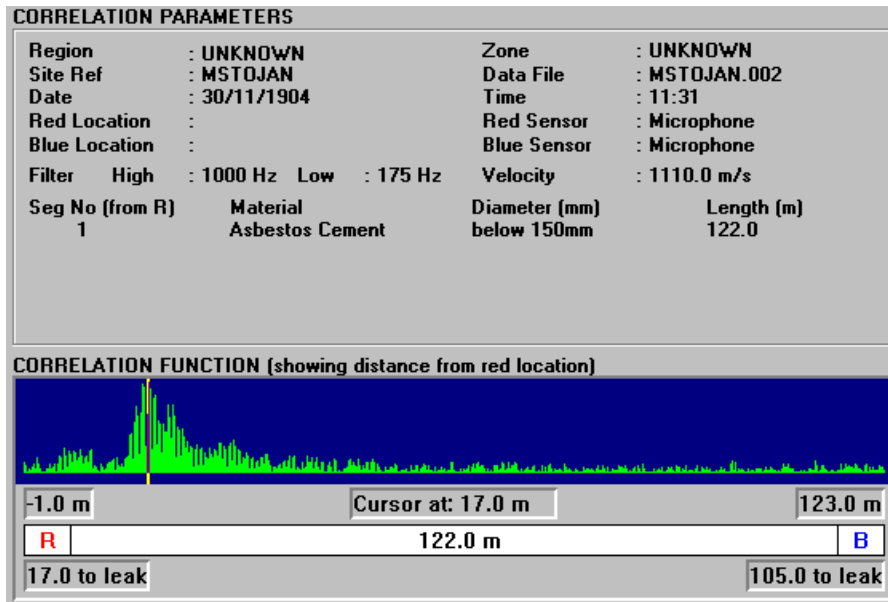 CORRELATION PARAMETERS
Region : UNKNOWN Zone : UNKNOWN
Site Ref : MSTOJAN Data File : MSTOJAN.002
Date : 30/11/1904 Time : 11:31
Red Location : Red Sensor : Microphone
Blue Location : Blue Sensor : Microphone
Filter High : 1000 Hz Low : 175 Hz Velocity : 1110.0 m/s
Seg No (from R) Material Diameter (mm) Length (m)
1 Asbestos Cement below 150mm 122.0
CORRELATION FUNCTION (showing distance from red location)
-1.0 m Cursor at: 17.0 m 123.0 m
R 122.0 m B
17.0 to leak 105.0 to leak